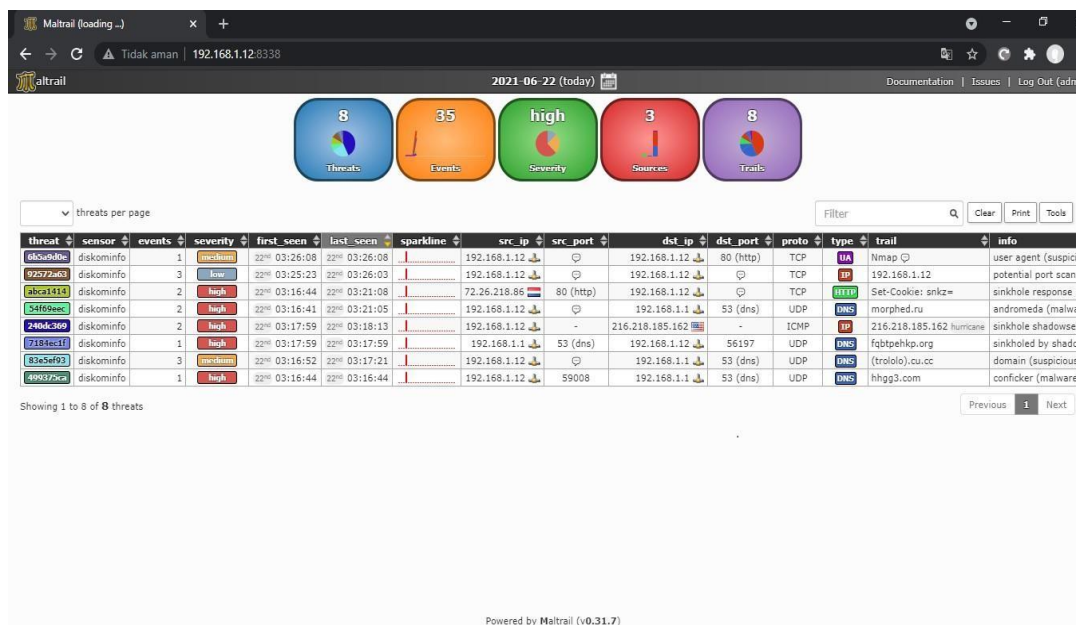 Maltrail (loading ...)
Tidak aman | 192.168.1.12:8338
altrail 2021-06-22 (today) Documentation | Issues | Log Out (adn
8 35 high 3 8
Threats Events Severity Sources Trails
threats per page Filter Clear Print Tools
threat sensor events severity first_seen last_seen sparkline src_ip src_port dst_ip dst_port proto type trail info
6b5a9d0e diskominfo 1 medium 22nd 03:26:08 22nd 03:26:08 192.168.1.12 192.168.1.12 80 (http) TCP UA Nmap user agent (suspici
92572a63 diskominfo 3 low 22nd 03:25:23 22nd 03:26:03 192.168.1.12 192.168.1.12 TCP IP 192.168.1.12 potential port scan
abca1414 diskominfo 2 high 22nd 03:16:44 22nd 03:21:08 72.26.218.86 80 (http) 192.168.1.12 TCP HTTP Set-Cookie: snkz= sinkhole response
54f69eec diskominfo 2 high 22nd 03:16:41 22nd 03:21:05 192.168.1.12 192.168.1.1 53 (dns) UDP DNS morphed.ru andromeda (malwa
240dc369 diskominfo 2 high 22nd 03:17:59 22nd 03:18:13 192.168.1.12 - 216.218.185.162 - ICMP IP 216.218.185.162 hurricane sinkhole shadowse
7184ec1f diskominfo 1 high 22nd 03:17:59 22nd 03:17:59 192.168.1.1 53 (dns) 192.168.1.12 56197 UDP DNS fqbtpehkp.org sinkholed by shado
83e5ef93 diskominfo 3 medium 22nd 03:16:52 22nd 03:17:21 192.168.1.12 192.168.1.1 53 (dns) UDP DNS (trololo).cu.cc domain (suspicious
499375ca diskominfo 1 high 22nd 03:16:44 22nd 03:16:44 192.168.1.12 59008 192.168.1.1 53 (dns) UDP DNS hhgg3.com conficker (malware
Showing 1 to 8 of 8 threats Previous 1 Next
Powered by Maltrail (v0.31.7)